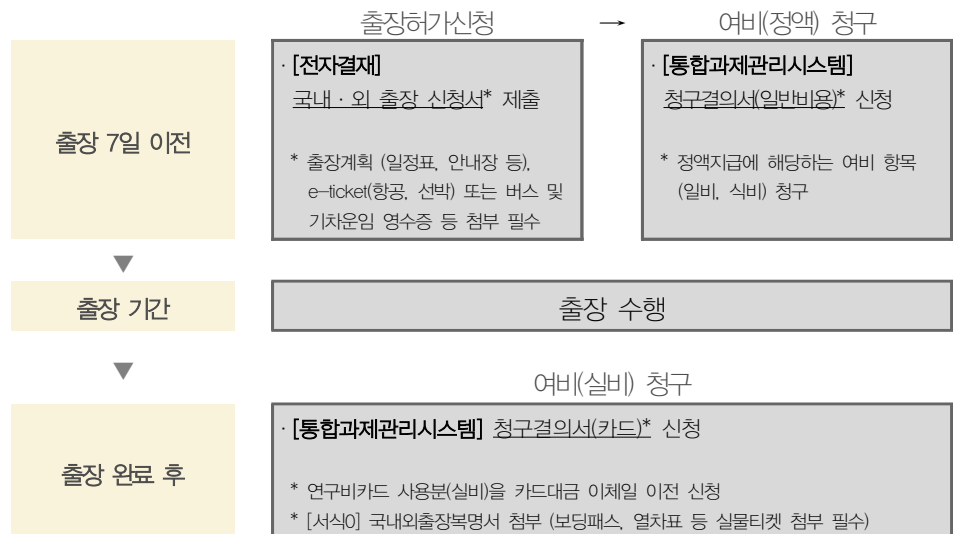 출장허가신청 → 여비(정액) 청구
출장 7일 이전
· [전자결재]
국내 · 외 출장 신청서* 제출
* 출장계획 (일정표, 안내장 등),
e-ticket(항공, 선박) 또는 버스 및
기차운임 영수증 등 첨부 필수
· [통합과제관리시스템]
청구결의서(일반비용)* 신청
* 정액지급에 해당하는 여비 항목
(일비, 식비) 청구
▼
출장 기간
출장 수행
▼
여비(실비) 청구
출장 완료 후
· [통합과제관리시스템] 청구결의서(카드)* 신청
* 연구비카드 사용분(실비)을 카드대금 이체일 이전 신청
* [서식0] 국내외출장복명서 첨부 (보딩패스, 열차표 등 실물티켓 첨부 필수)